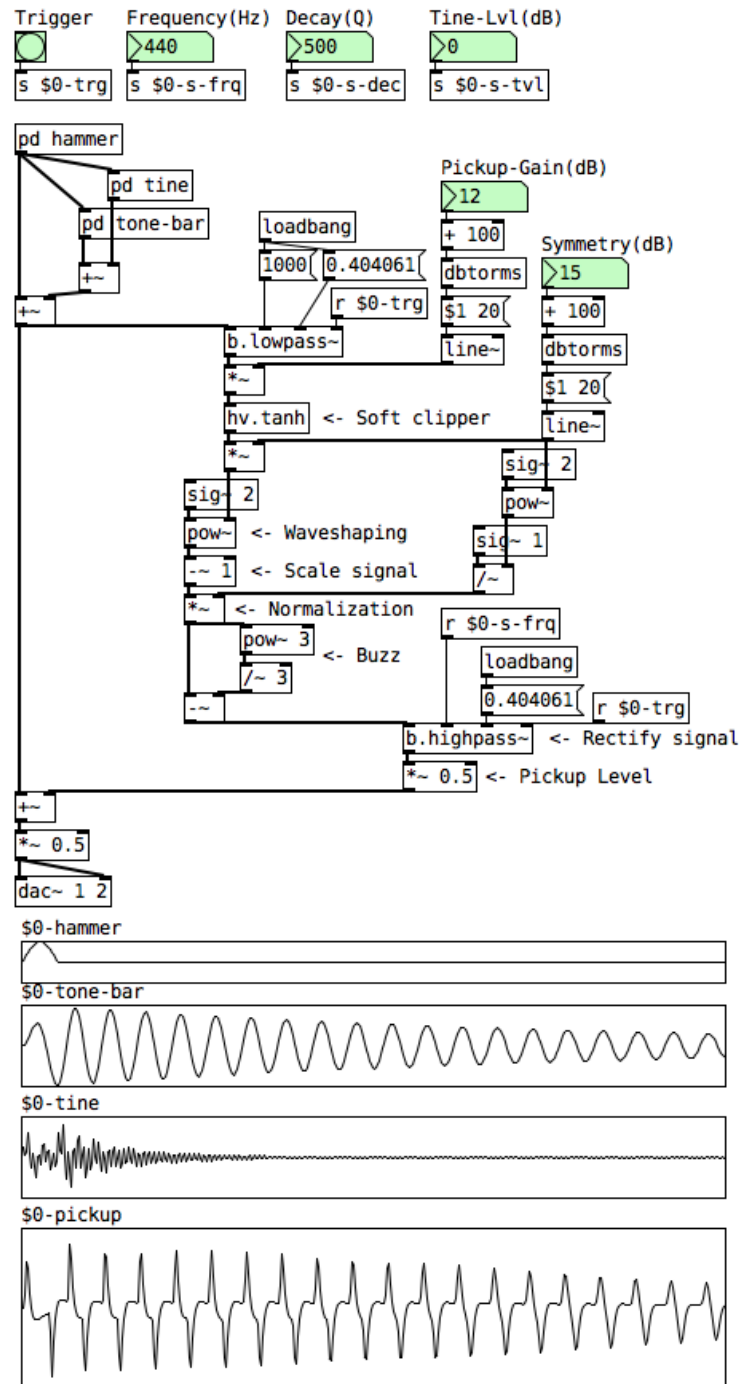 Trigger Frequency(Hz) Decay(Q) Tine-Lvl(dB)
440 500 0
s $0-trg s $0-s-frq s $0-s-dec s $0-s-tvl
pd hammer
Pickup-Gain(dB)
pd tine
12
pd tone-bar
loadbang
+ 100
Symmetry(dB)
1000 0.404061
dbtorms
15
+~
r $0-trg
+~
$1 20
+ 100
b.lowpass~
line~
dbtorms
*~
$1 20
hv.tanh <- Soft clipper
line~
*~
sig~ 2
sig~ 2
pow~
pow~ <- Waveshaping
sig~ 1
-~ 1 <- Scale signal
/~
*~ <- Normalization
r $0-s-frq
pow~ 3
<- Buzz
loadbang
/~ 3
0.404061
r $0-trg
-~
b.highpass~ <- Rectify signal
*~ 0.5 <- Pickup Level
+~
*~ 0.5
dac~ 1 2
$0-hammer
$0-tone-bar
$0-tine
$0-pickup